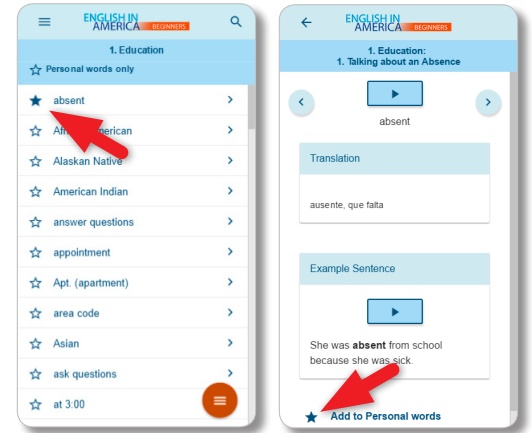 ENGLISH IN
AMERICA BEGINNERS
1. Education
Personal words only
absent
American
Alaskan Native
American Indian
answer questions
appointment
Apt. (apartment)
area code
Asian
ask questions
at 3:00
ENGLISH IN
AMERICA BEGINNERS
1. Education:
1. Talking about an Absence
absent
Translation
ausente, que falta
Example Sentence
She was absent from school
because she was sick.
Add to Personal words